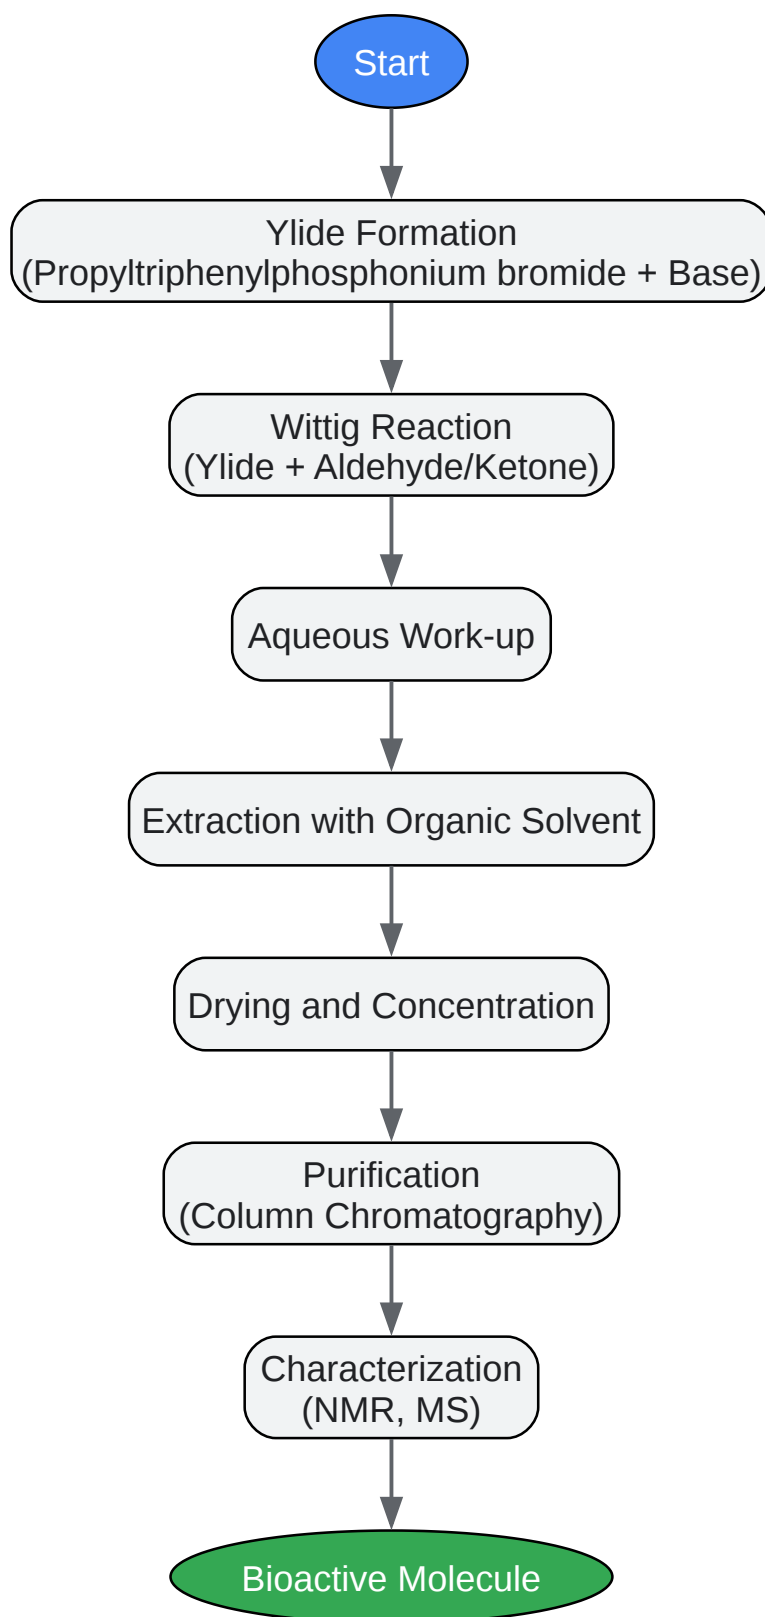 Start
Ylide Formation
(Propyltriphenylphosphonium bromide + Base)
Wittig Reaction
(Ylide + Aldehyde/Ketone)
Aqueous Work-up
Extraction with Organic Solvent
Drying and Concentration
Purification
(Column Chromatography)
Characterization
(NMR, MS)
Bioactive Molecule